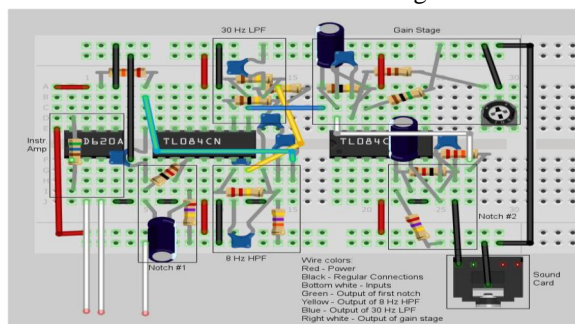 30 Hz LPF
Gain Stage
Instr.
Amp
D620A
TL084CN
TL084C
Notch #1
8 Hz HPF
Notch #2
Sound
Card
Wire colors:
Red - Power
Black - Regular Connections
Bottom white - Inputs
Green - Output of first notch
Yellow - Output of 8 Hz HPF
Blue - Output of 30 Hz LPF
Right white - Output of gain stage